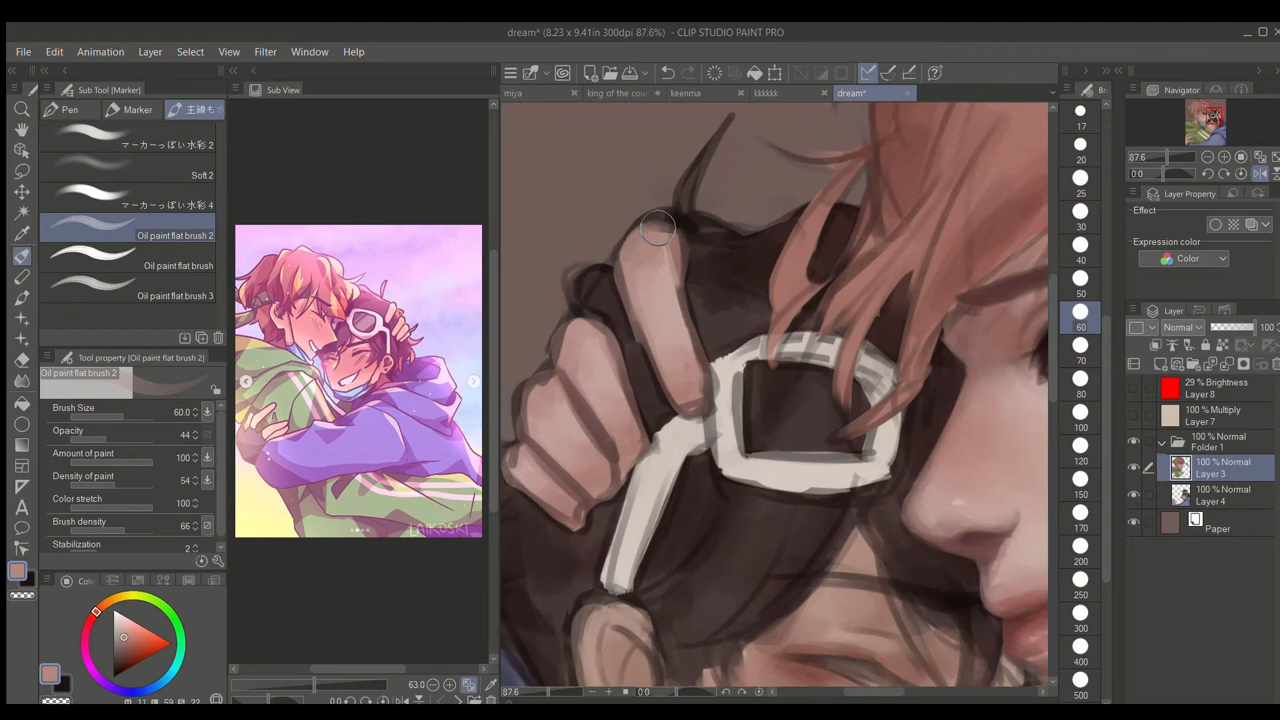 dream* (8.23 x 9.41in 300dpi 87.6%) - CLIP STUDIO PAINT PRO
File Edit Animation Layer Select View Filter Window Help
Sub Tool [Marker]
Sub View
Pen Marker
miya
king of the cour
keenma
kkkkkk
dream*
マーカーっぽい水彩 2
Soft 2
マーカーっぽい水彩 4
Oil paint flat brush 2
Oil paint flat brush
Oil paint flat brush 3
Tool property [Oil paint flat brush 2]
Oil paint flat brush 2
Brush Size 60.0
Opacity 44
Amount of paint 100
Density of paint 54
Color stretch 100
Brush density 66
Stabilization 2
Colo
LAIKOSKI
63.0
0.0
87.6
0.0
17
20
25
30
40
50
60
70
80
100
120
150
170
200
250
300
400
500
Navigator
87.6
0.0
Layer Property
Effect
Expression color
Color
Layer
Normal 100
29 % Brightness
Layer 8
100 % Multiply
Layer 7
100 % Normal
Folder 1
100 % Normal
Layer 3
100 % Normal
Layer 4
Paper